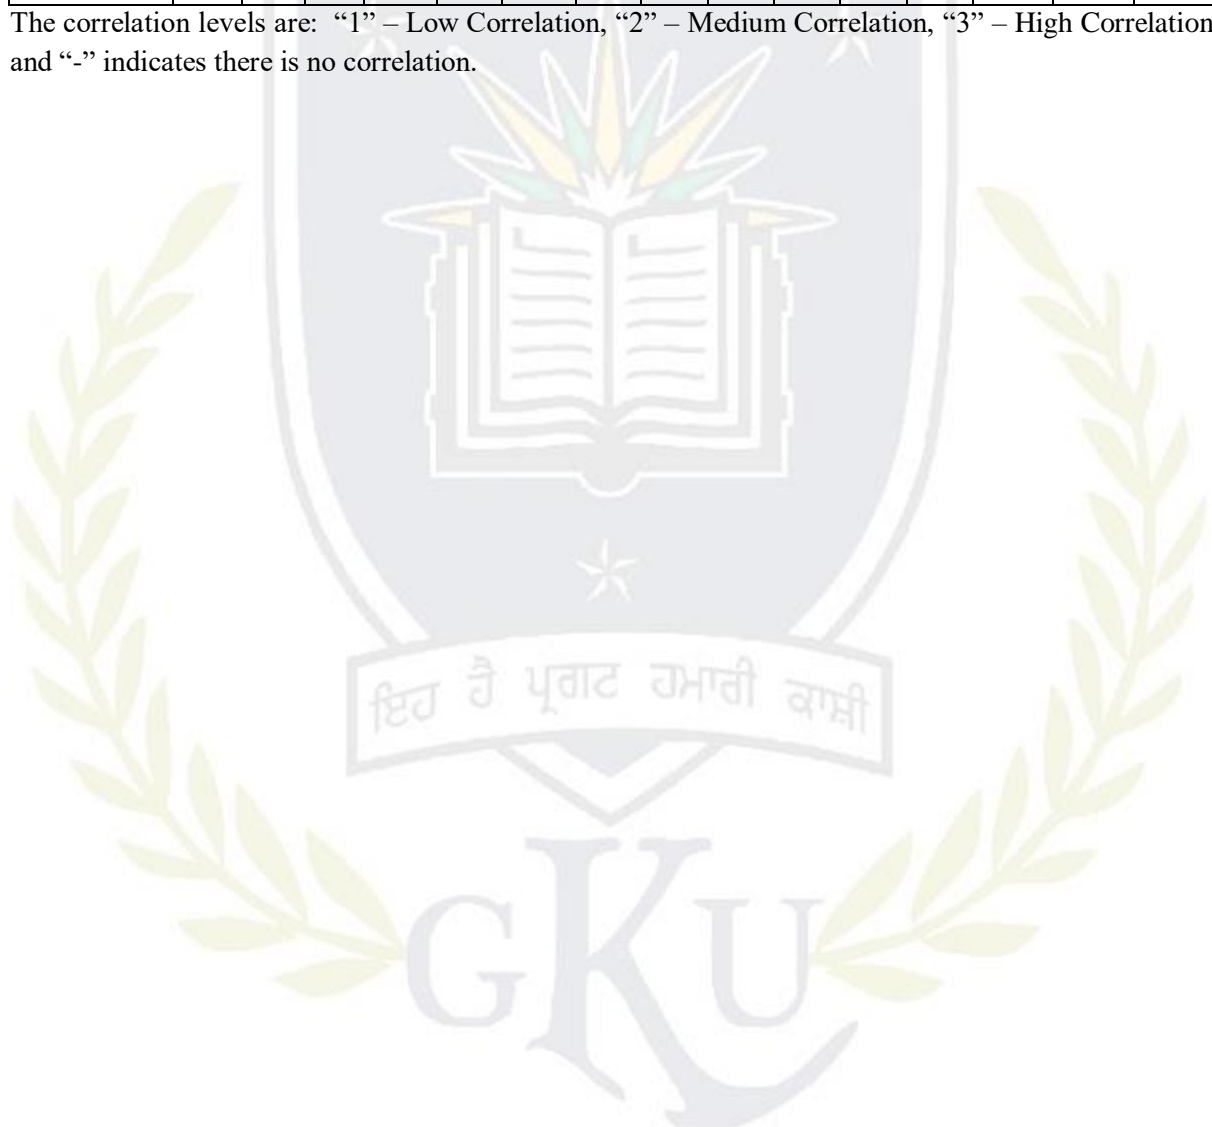 The correlation levels are: “1” – Low Correlation, “2” – Medium Correlation, “3” – High Correlation
and “-” indicates there is no correlation.
ਇਹ ਹੈ ਪ੍ਰਗਟ ਹਮਾਰੀ ਕਾਸ਼ੀ
GKU